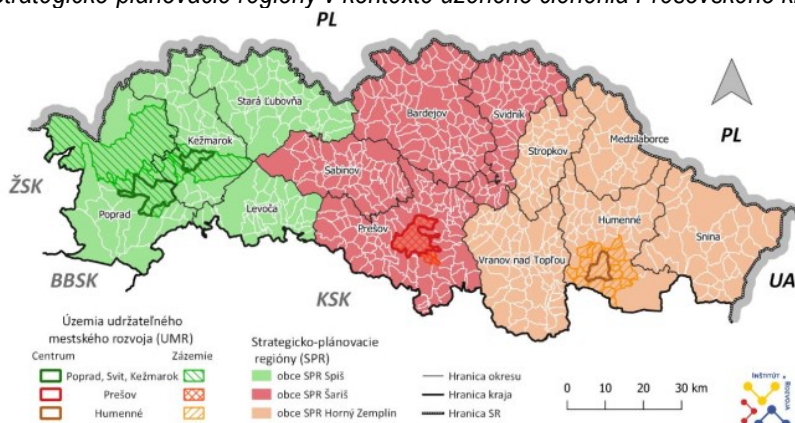 Strategicko-plánovacie regióny v kontexte územného členenia Prešovského
PL
Stará Ľubovňa
Bardejov
Svidník
Kežmarok
Stropkov
Medzilaborce
PL
ŽSK
Sabinov
Poprad
Levoča
Prešov
Humenné
Snina
Vranov nad Topľou
BBSK
KSK
UA
Územia udržateľného
mestského rozvoja (UMR)
Centrum Zázemie
Poprad, Svit, Kežmarok
Prešov
Humenné
Strategicko-plánovacie
regióny (SPR)
obce SPR Spiš
obce SPR Šariš
obce SPR Horný Zemplín
Hranica okresu
Hranica kraja
Hranica SR
0 10 20 30 km
INŠTITÚT
ROZVOJA